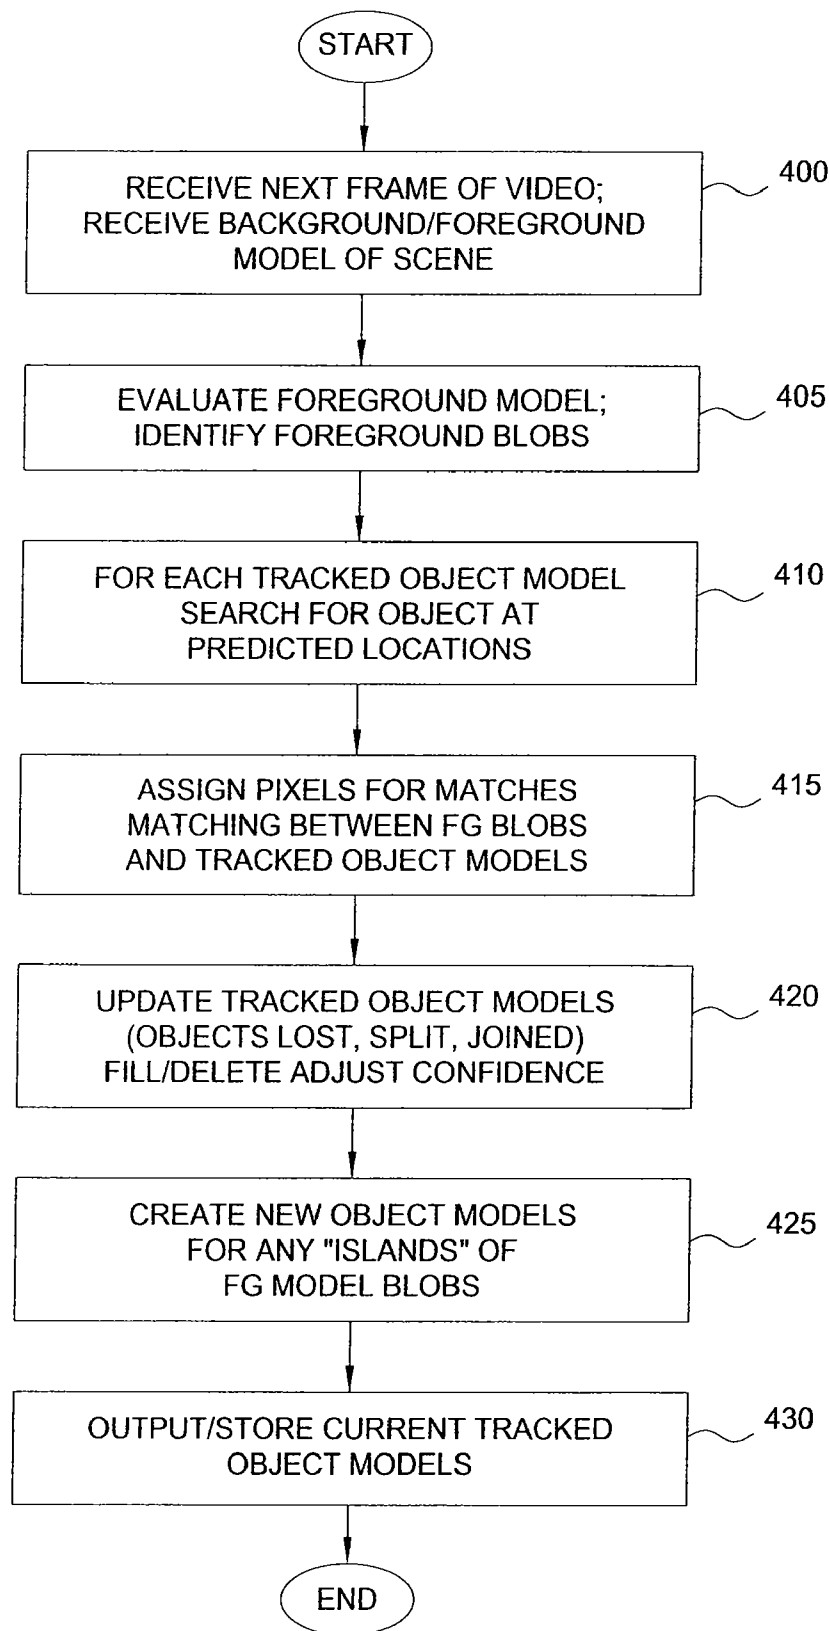 START
RECEIVE NEXT FRAME OF VIDEO;
RECEIVE BACKGROUND/FOREGROUND
MODEL OF SCENE
400
EVALUATE FOREGROUND MODEL;
IDENTIFY FOREGROUND BLOBS
405
FOR EACH TRACKED OBJECT MODEL
SEARCH FOR OBJECT AT
PREDICTED LOCATIONS
410
ASSIGN PIXELS FOR MATCHES
MATCHING BETWEEN FG BLOBS
AND TRACKED OBJECT MODELS
415
UPDATE TRACKED OBJECT MODELS
(OBJECTS LOST, SPLIT, JOINED)
FILL/DELETE ADJUST CONFIDENCE
420
CREATE NEW OBJECT MODELS
FOR ANY "ISLANDS" OF
FG MODEL BLOBS
425
OUTPUT/STORE CURRENT TRACKED
OBJECT MODELS
430
END